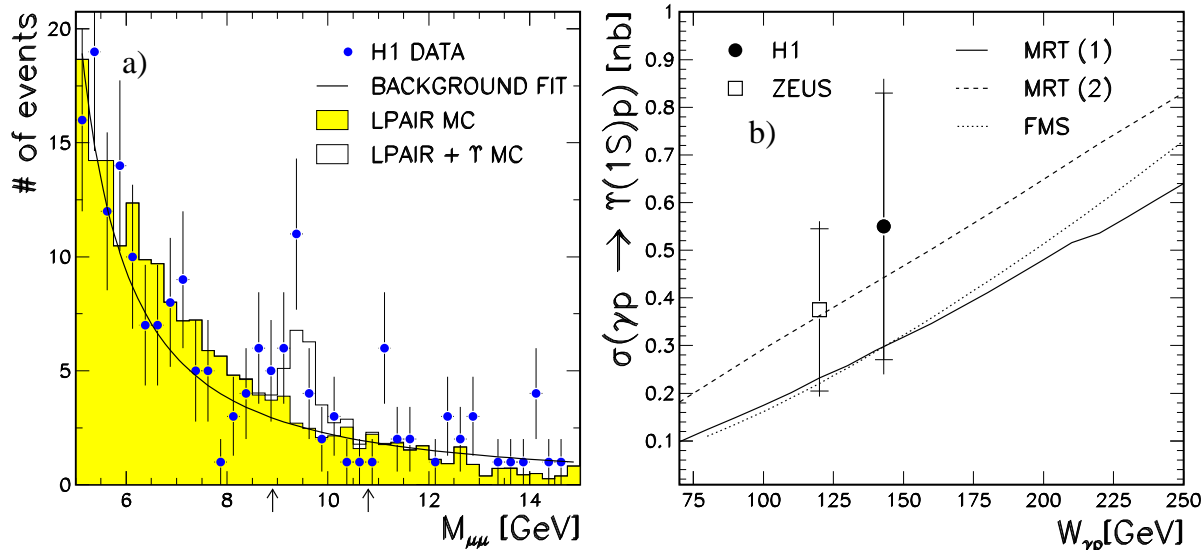 # of events
20
15
10
5
0
a)
H1 DATA
BACKGROUND FIT
LPAIR MC
LPAIR + ϒ MC
6
8
10
12
14
M μμ [GeV]
σ(γp → ϒ(1S)p) [nb]
1
0.9
0.8
0.7
0.6
0.5
0.4
0.3
0.2
0.1
H1
ZEUS
MRT (1)
MRT (2)
FMS
b)
75
100
125
150
175
200
225
250
W γp [GeV]